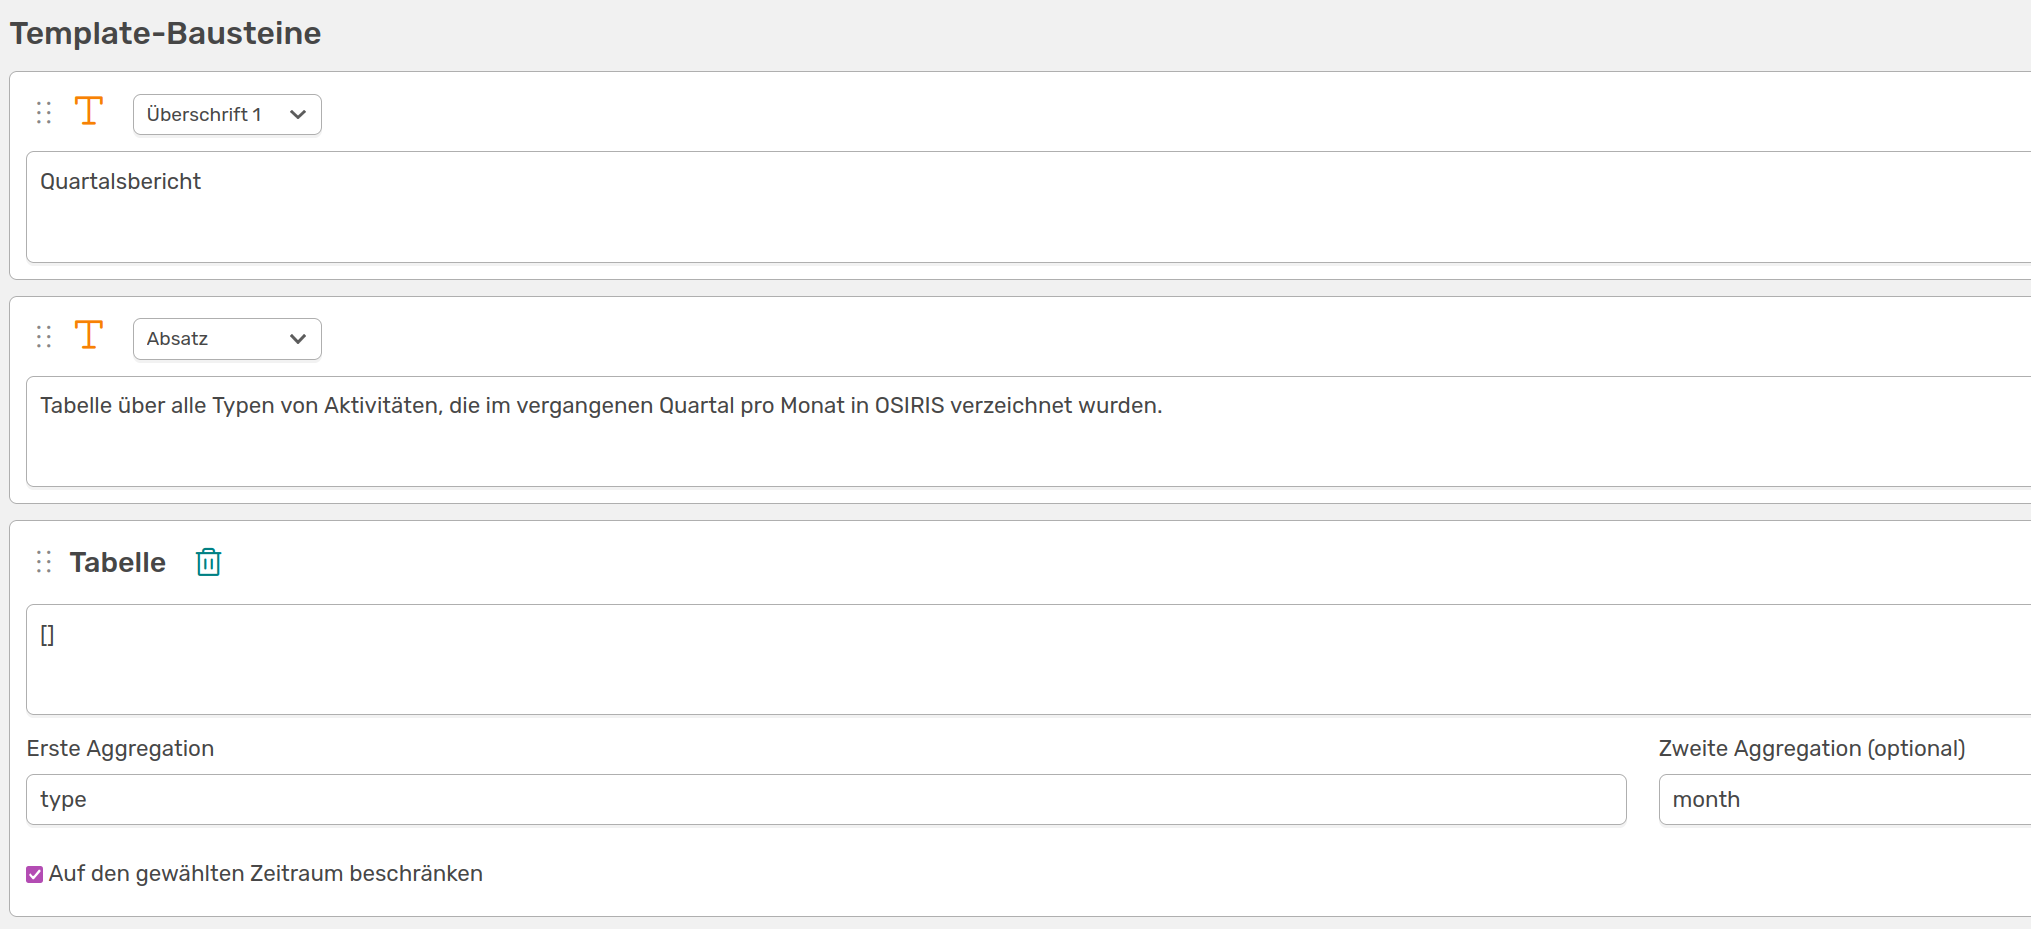 Template-Bausteine
Überschrift 1
Quartalsbericht
Absatz
Tabelle über alle Typen von Aktivitäten, die im vergangenen Quartal pro Monat in OSIRIS verzeichnet wurden.
Tabelle
[]
Erste Aggregation
Zweite Aggregation (optional)
type
month
Auf den gewählten Zeitraum beschränken